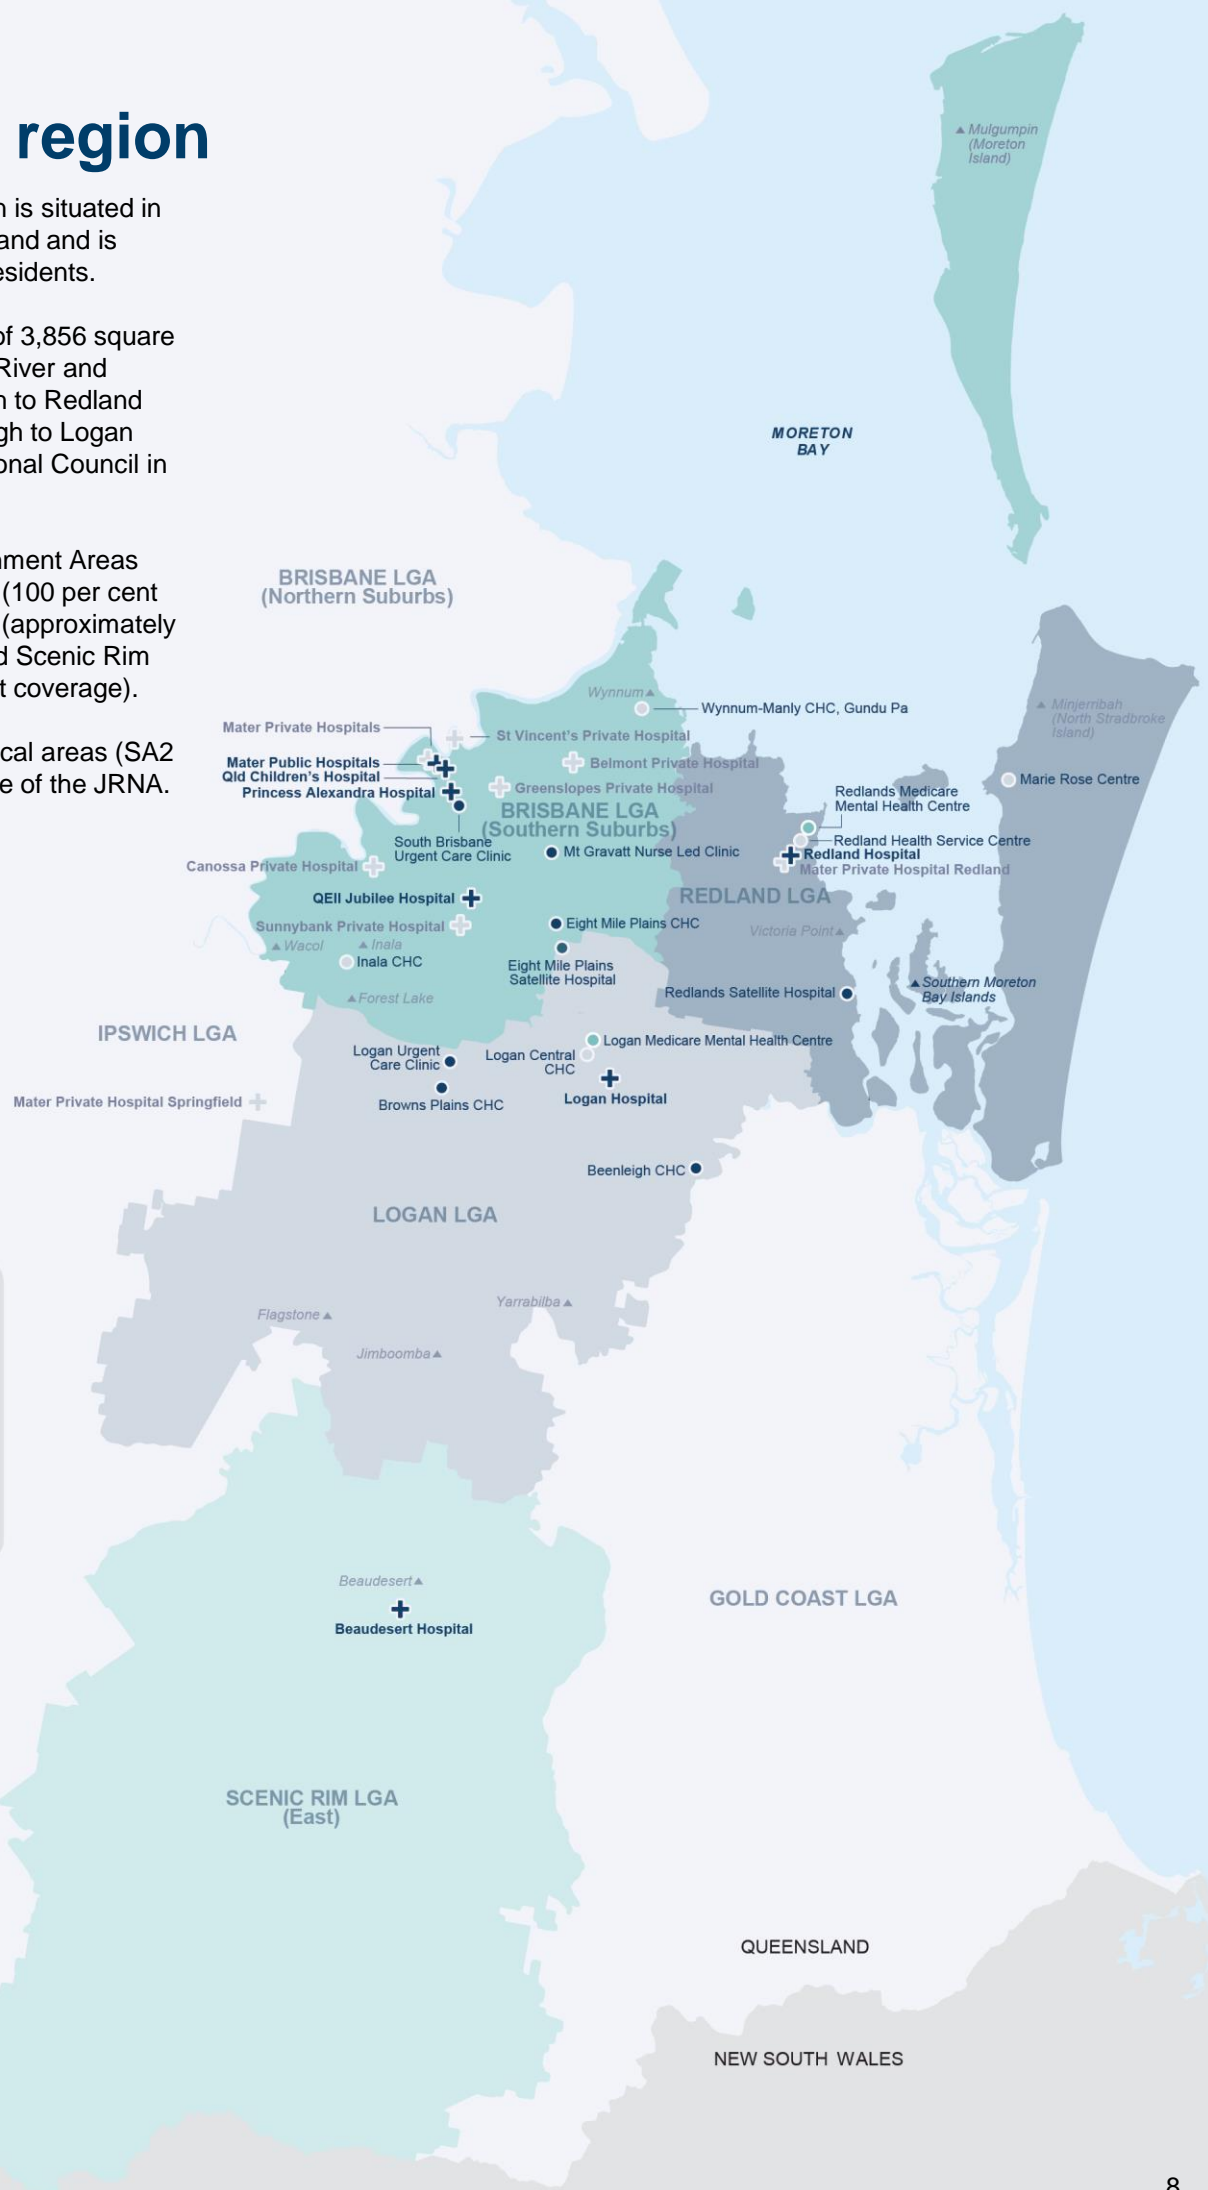 region
n is situated in
and and is
esidents.
of 3,856 square
River and
n to Redland
gh to Logan
onal Council in
nment Areas
(100 per cent
(approximately
d Scenic Rim
t coverage).
cal areas (SA2
e of the JRNA.
▲ Mulgumpin
(Moreton
Island)
MORETON
BAY
BRISBANE LGA
(Northern Suburbs)
Wynnum▲
Wynnum-Manly CHC, Gundu Pa
▲ Minjerribah
(North Stradbroke
Island)
Mater Private Hospitals
St Vincent's Private Hospital
Mater Public Hospitals
Belmont Private Hospital
Qld Children's Hospital
Marie Rose Centre
Princess Alexandra Hospital
Greenslopes Private Hospital
Redlands Medicare
Mental Health Centre
BRISBANE LGA
(Southern Suburbs)
South Brisbane
Urgent Care Clinic
Redland Health Service Centre
Mt Gravatt Nurse Led Clinic
Redland Hospital
Canossa Private Hospital
Mater Private Hospital Redland
QEII Jubilee Hospital
REDLAND LGA
Sunnybank Private Hospital
Eight Mile Plains CHC
Victoria Point▲
▲Wacol
▲Inala
Inala CHC
Eight Mile Plains
Satellite Hospital
▲Southern Moreton
Bay Islands
▲Forest Lake
Redlands Satellite Hospital
IPSWICH LGA
Logan Medicare Mental Health Centre
Logan Urgent
Care Clinic
Logan Central
CHC
Mater Private Hospital Springfield
Browns Plains CHC
Logan Hospital
Beenleigh CHC
LOGAN LGA
Yarrabilba▲
Flagstone▲
Jimboomba▲
Beaudesert▲
GOLD COAST LGA
Beaudesert Hospital
SCENIC RIM LGA
(East)
QUEENSLAND
NEW SOUTH WALES
8